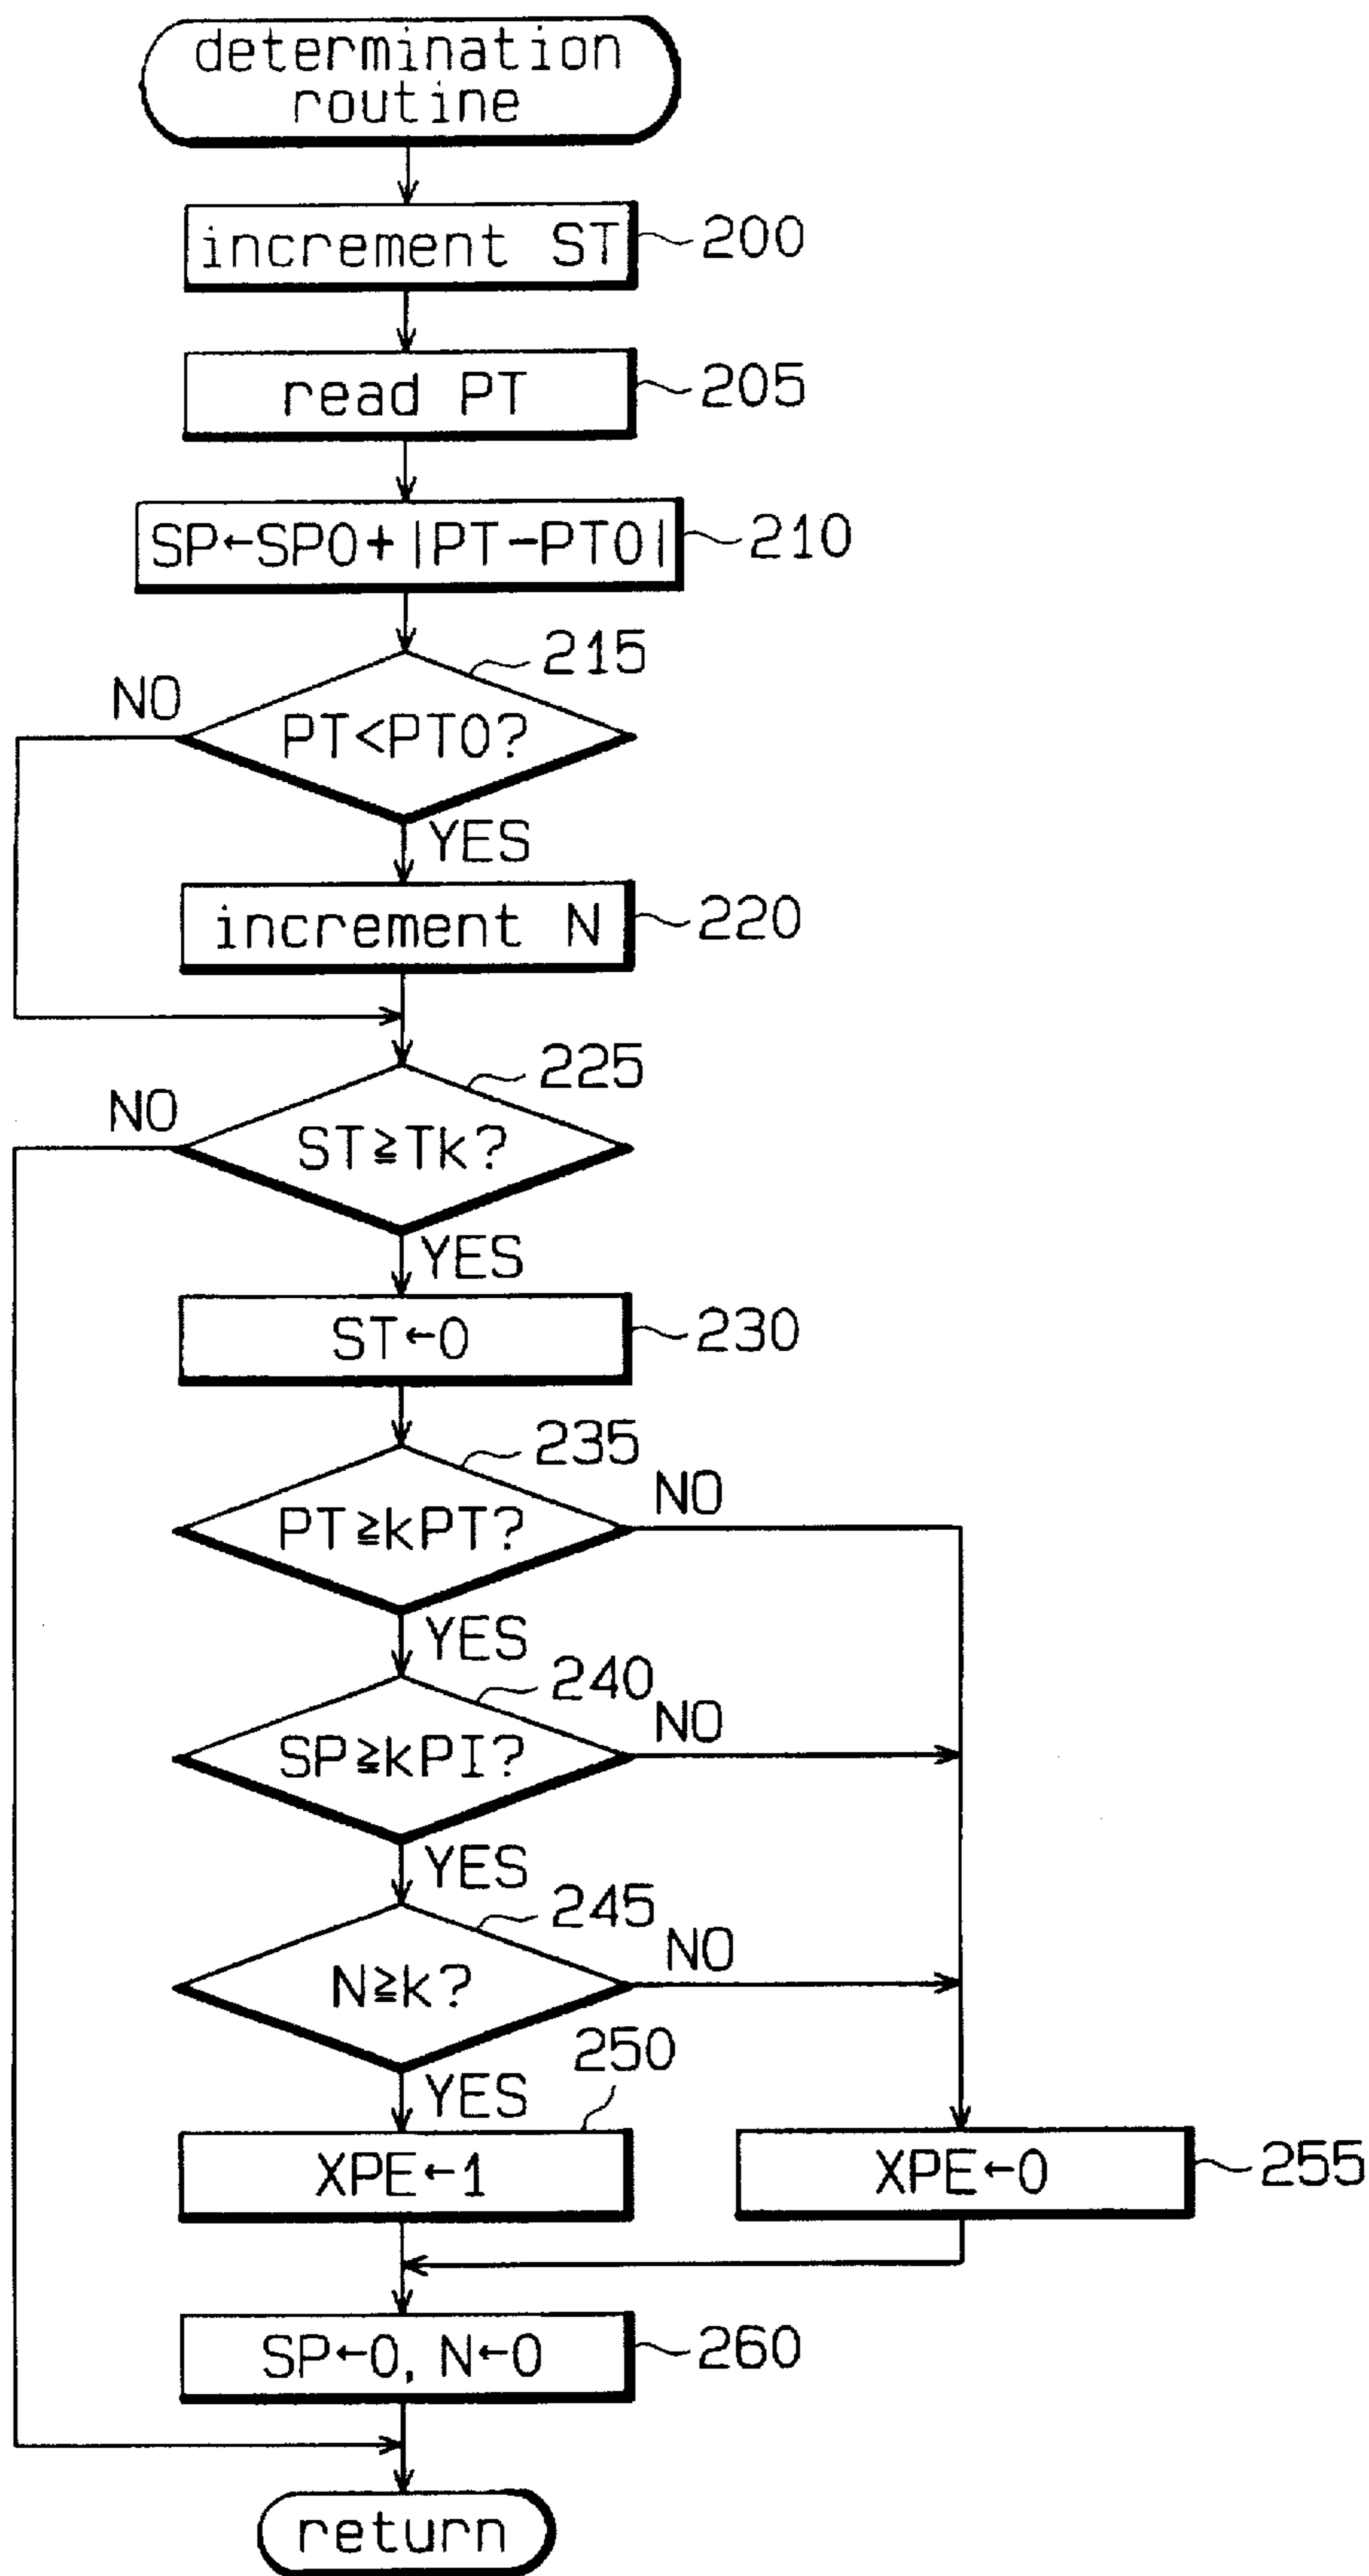 determination
routine
increment ST
200
read PT
205
SP←SP0+|PT-PT0|
210
215
NO
PT<PT0?
YES
increment N
220
225
NO
ST≧Tk?
YES
ST←0
230
235
NO
PT≧kPT?
YES
240
NO
SP≧kPI?
YES
245
NO
N≧k?
250
YES
XPE←1
XPE←0
255
SP←0, N←0
260
return